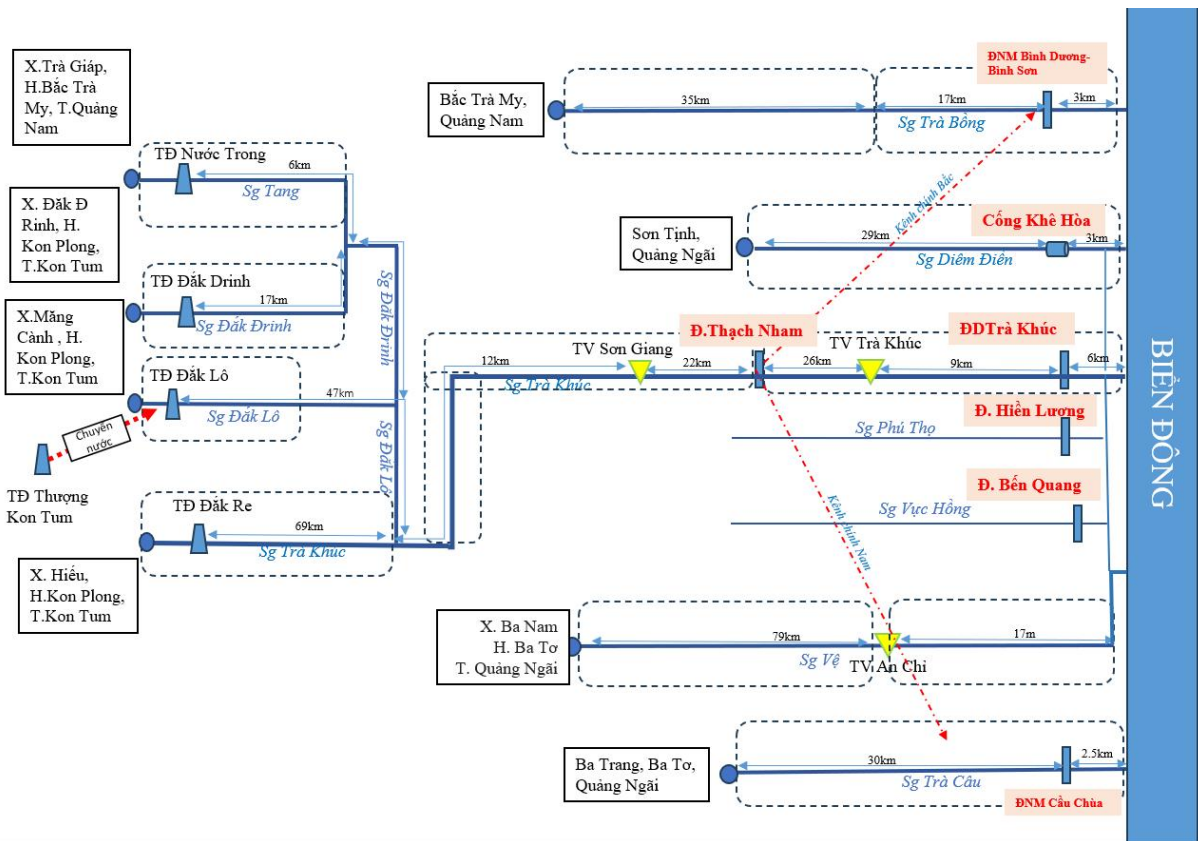 X.Trà Giáp,
H.Bắc Trà
My, T.Quảng
Nam
TĐ Nước Trong
6km
Sg Tang
X. Đăk Đ
Rinh, H.
Kon Plong,
T.Kon Tum
TĐ Đắk Drinh
17km
Sg Đắk Đrinh
Sg Đắk Đrinh
X.Măng
Cành , H.
Kon Plong,
T.Kon Tum
TĐ Đắk Lô
47km
Sg Đắk Lô
Sg Đắk Lô
Chuyển
nước
TĐ Thượng
Kon Tum
TĐ Đắk Re
69km
Sg Trà Khúc
X. Hiếu,
H.Kon Plong,
T.Kon Tum
Bắc Trà My,
Quảng Nam
35km
17km
Sg Trà Bồng
ĐNM Bình Dương-
Bình Sơn
3km
Kênh chính Bắc
Sơn Tịnh,
Quảng Ngãi
29km
Sg Diêm Điền
Cống Khê Hòa
3km
12km
Sg Trà Khúc
TV Sơn Giang
22km
Đ.Thạch Nham
26km
TV Trà Khúc
9km
ĐDTrà Khúc
6km
Đ. Hiền Lương
Sg Phú Thọ
Đ. Bến Quang
Sg Vực Hồng
Kênh chính Nam
X. Ba Nam
H. Ba Tơ
T. Quảng Ngãi
79km
Sg Vệ
TV An Chỉ
17m
Ba Trang, Ba Tơ,
Quảng Ngãi
30km
Sg Trà Câu
2.5km
ĐNM Cầu Chùa
BIỂN ĐÔNG